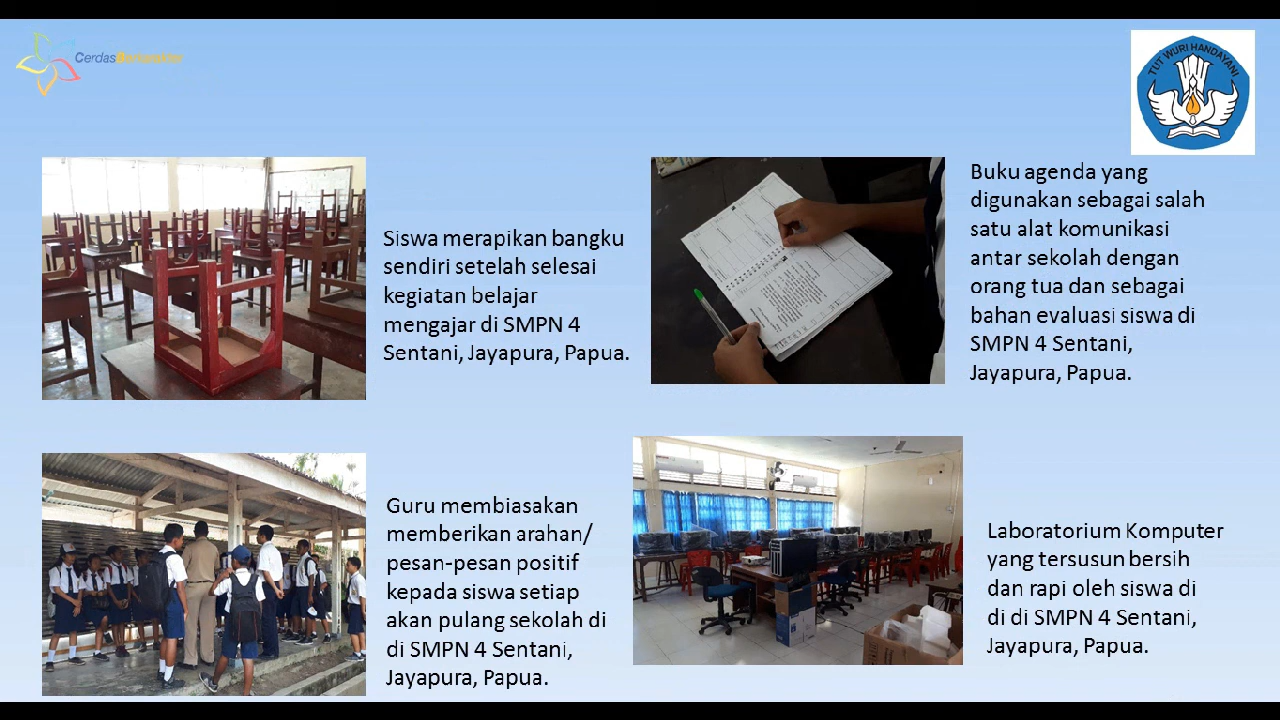 CerdasBerkarakter
TUT WURI HANDAYANI
Siswa merapikan bangku
sendiri setelah selesai
kegiatan belajar
mengajar di SMPN 4
Sentani, Jayapura, Papua.
Buku agenda yang
digunakan sebagai salah
satu alat komunikasi
antar sekolah dengan
orang tua dan sebagai
bahan evaluasi siswa di
SMPN 4 Sentani,
Jayapura, Papua.
Guru membiasakan
memberikan arahan/
pesan-pesan positif
kepada siswa setiap
akan pulang sekolah di
di SMPN 4 Sentani,
Jayapura, Papua.
Laboratorium Komputer
yang tersusun bersih
dan rapi oleh siswa di
di di SMPN 4 Sentani,
Jayapura, Papua.